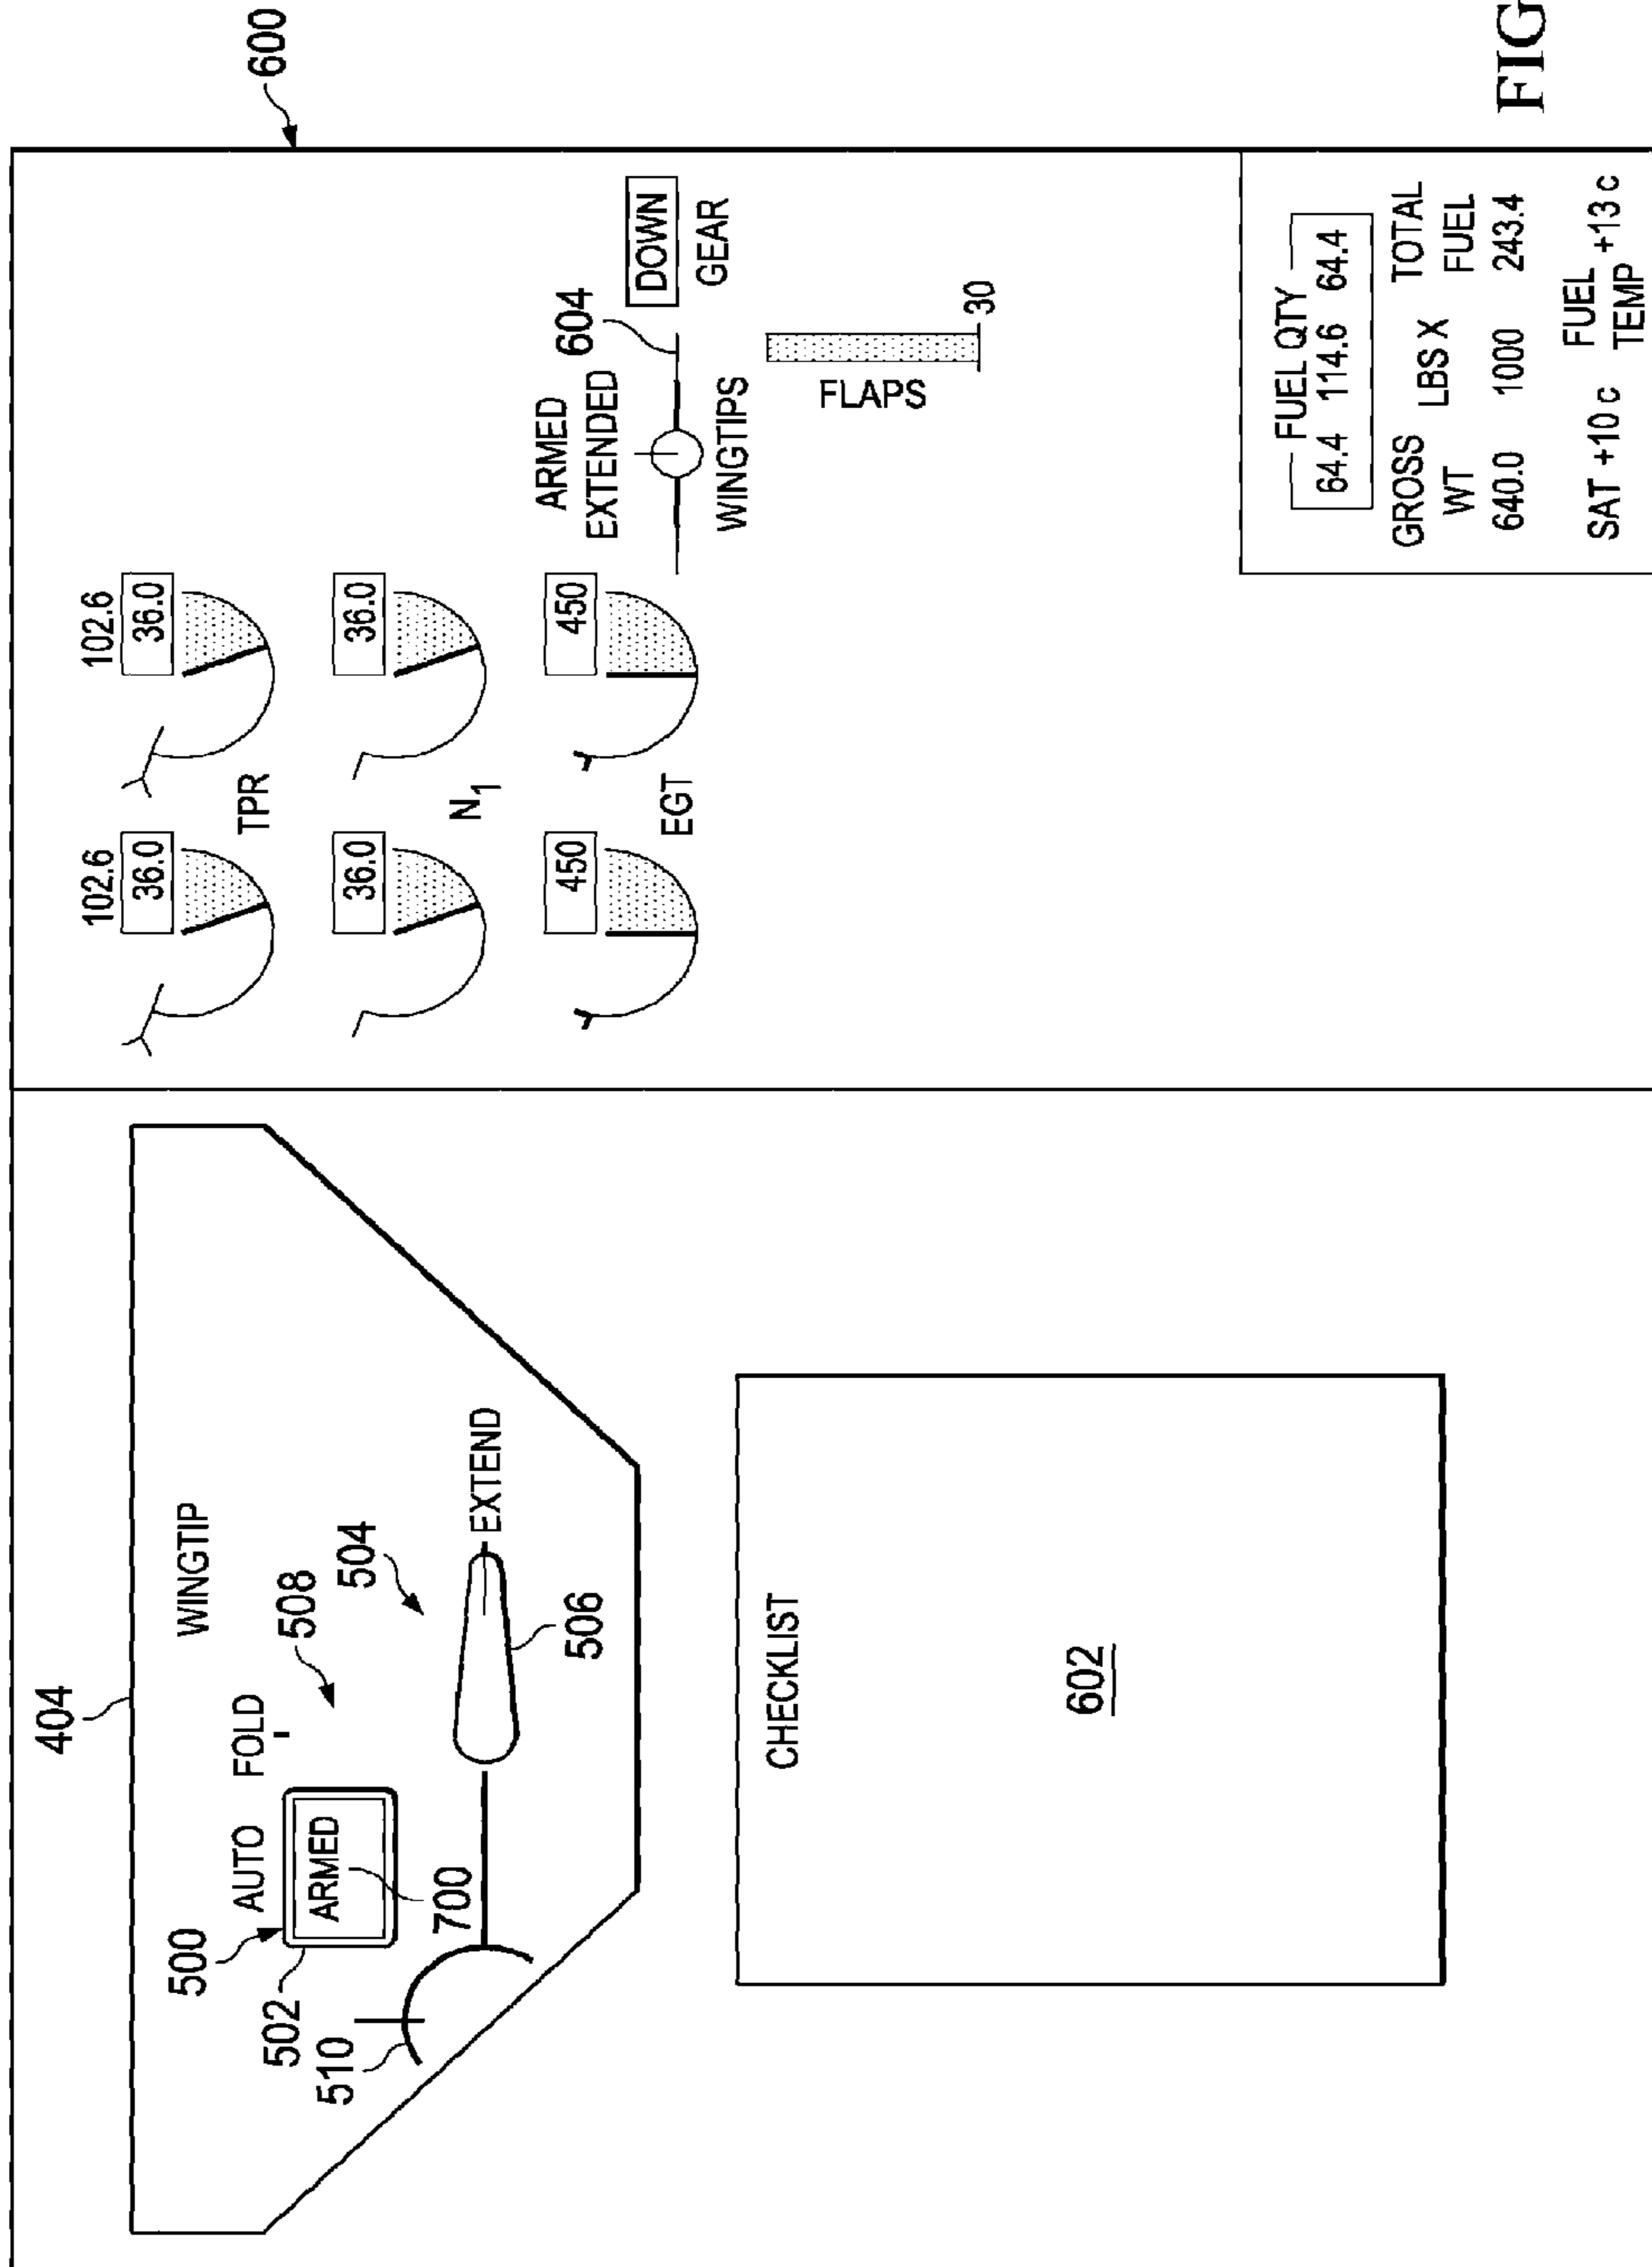 404
WINGTIP
500
AUTO FOLD
508
502
ARMED
504
510
700
EXTEND
506
CHECKLIST
602
600
102.6 102.6
36.0 36.0
TPR
36.0 36.0
N1
450 450
EGT
ARMED
EXTENDED
604
WINGTIPS
DOWN
GEAR
FLAPS
30
FUEL QTY
64.4 114.6 64.4
GROSS TOTAL
WT LBS X FUEL
640.0 1000 243.4
SAT +10 c FUEL +13 c
TEMP
FIG